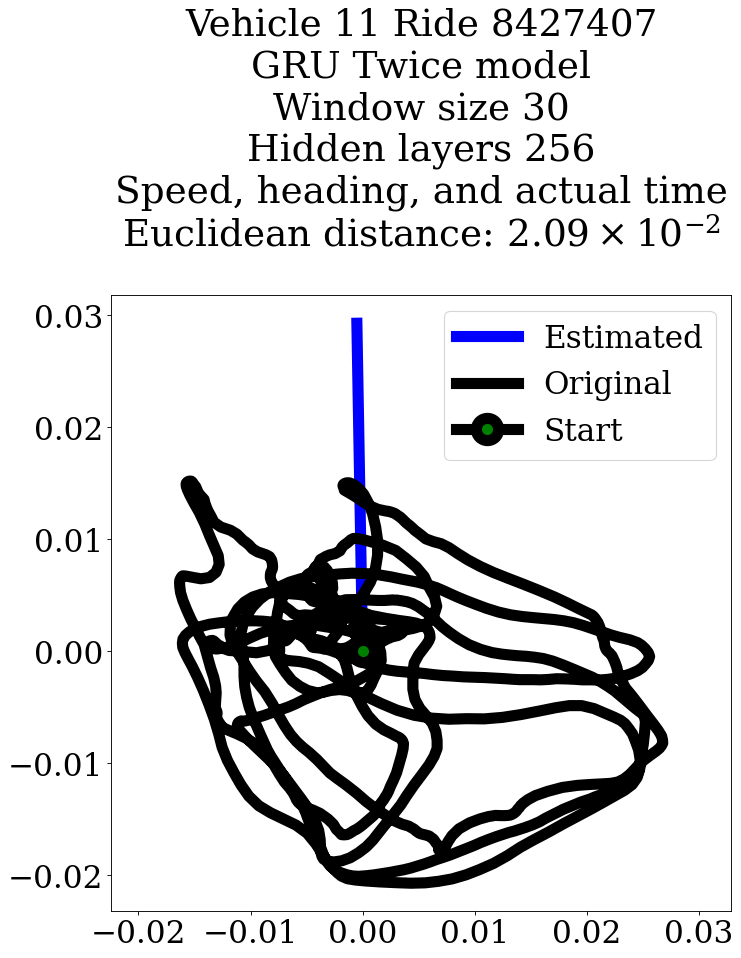 Vehicle 11 Ride 8427407
GRU Twice model
Window size 30
Hidden layers 256
Speed, heading, and actual time
Euclidean distance: 2.09 × 10⁻²
0.03
0.02
0.01
0.00
−0.01
−0.02
Estimated
Original
Start
−0.02 −0.01 0.00 0.01 0.02 0.03